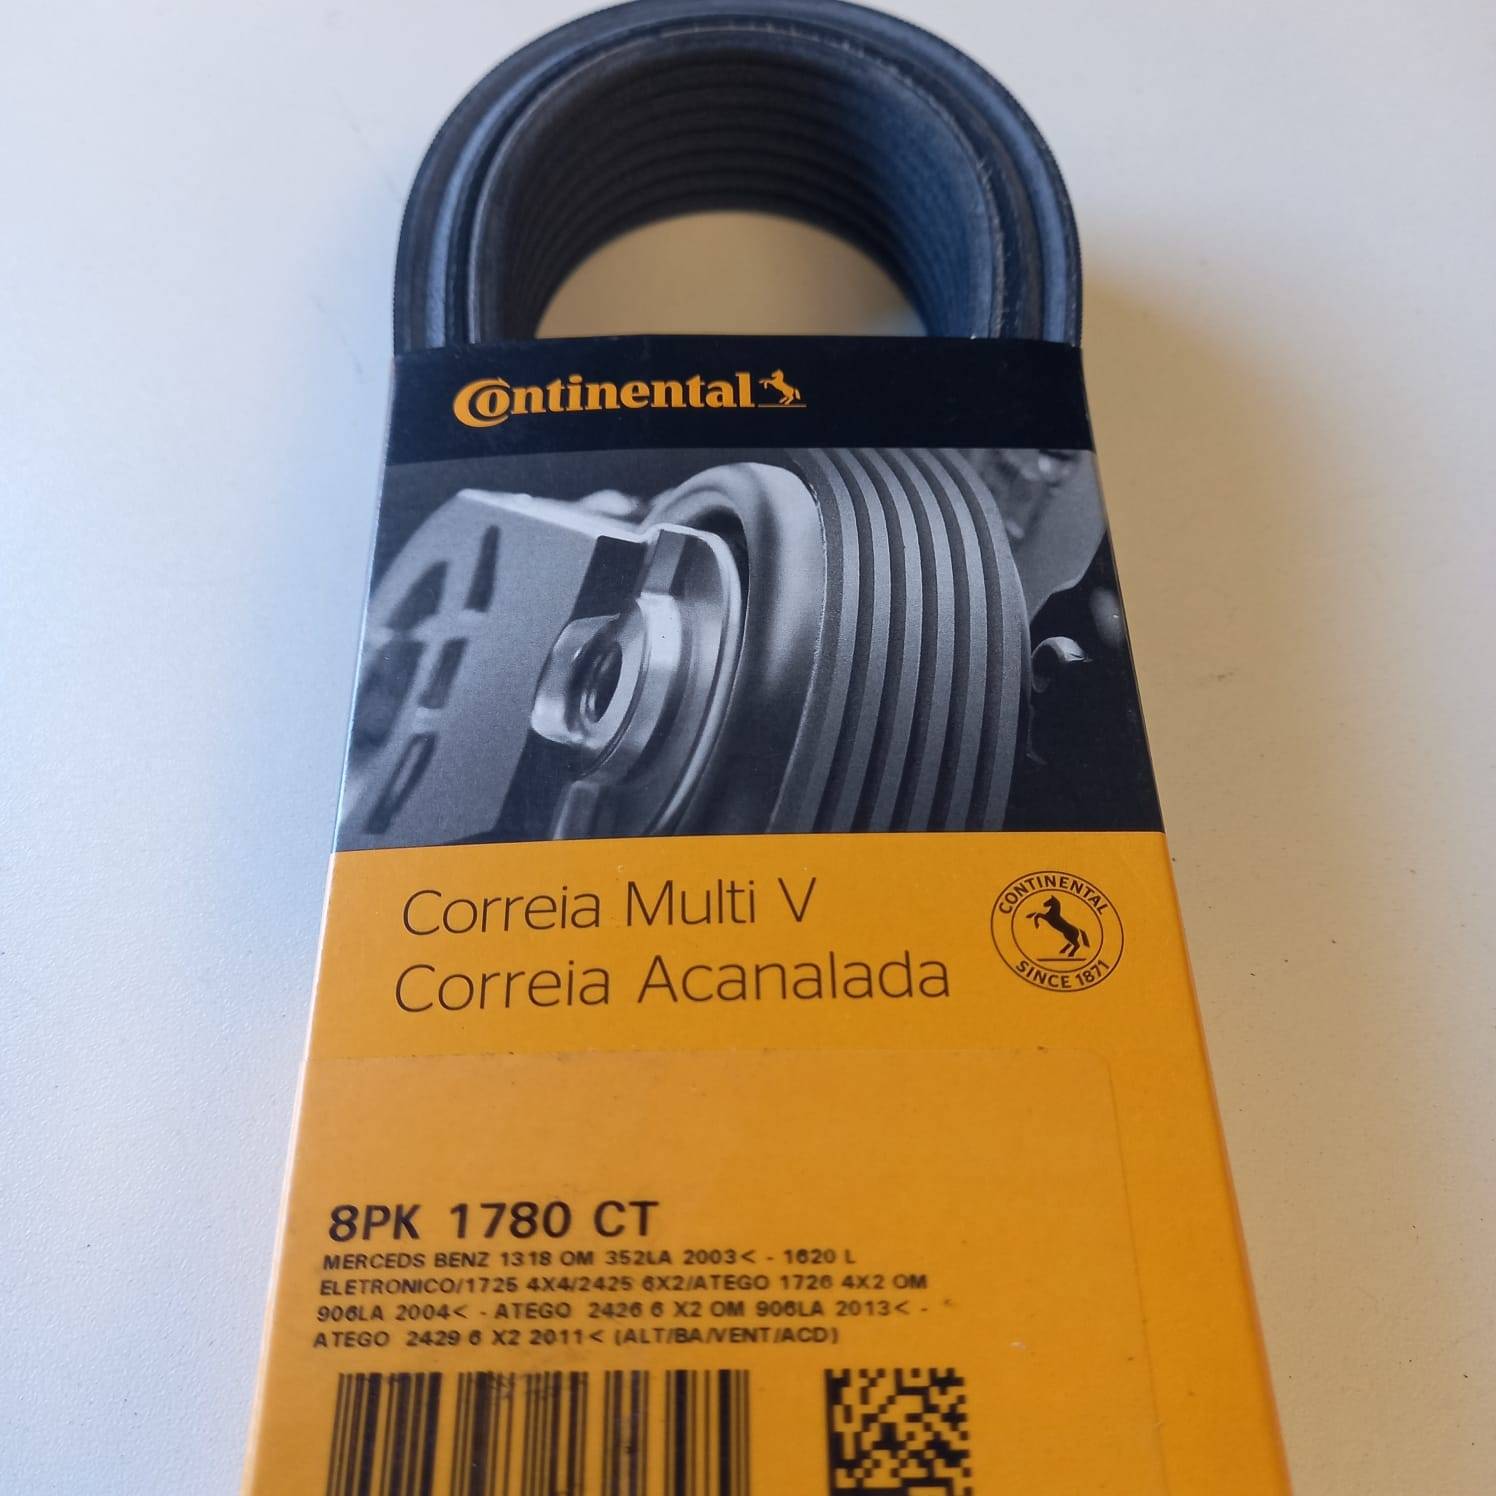 Continental
Correia Multi V
Correia Acanalada
CONTINENTAL
SINCE 1871
8PK 1780 CT
MERCEDS BENZ 1318 OM 352LA 2003< - 1620 L
ELETRONICO/1725 4X4/2425 6X2/ATEGO 1726 4X2 OM
906LA 2004< - ATEGO 2426 6 X2 OM 906LA 2013< -
ATEGO 2429 6 X2 2011< (ALT/BA/VENT/ACD)